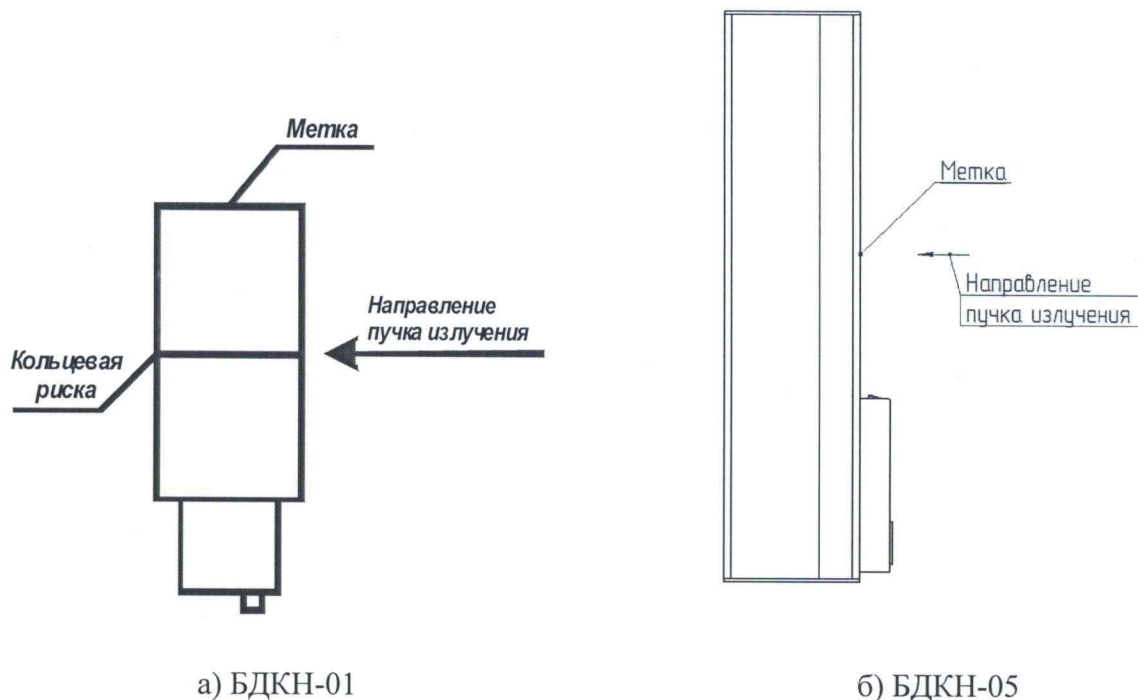 Метка
Направление
пучка излучения
Кольцевая
риска
а) БДКН-01
Метка
Направление
пучка излучения
б) БДКН-05